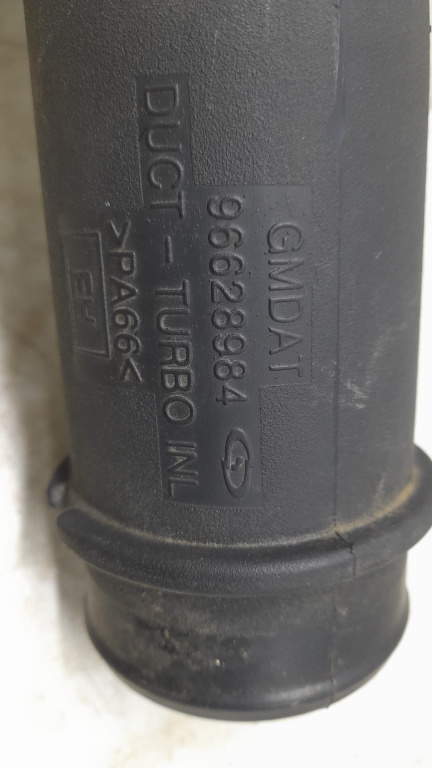 GMDAT
96628984
DUCT - TURBO INL
>PA66<